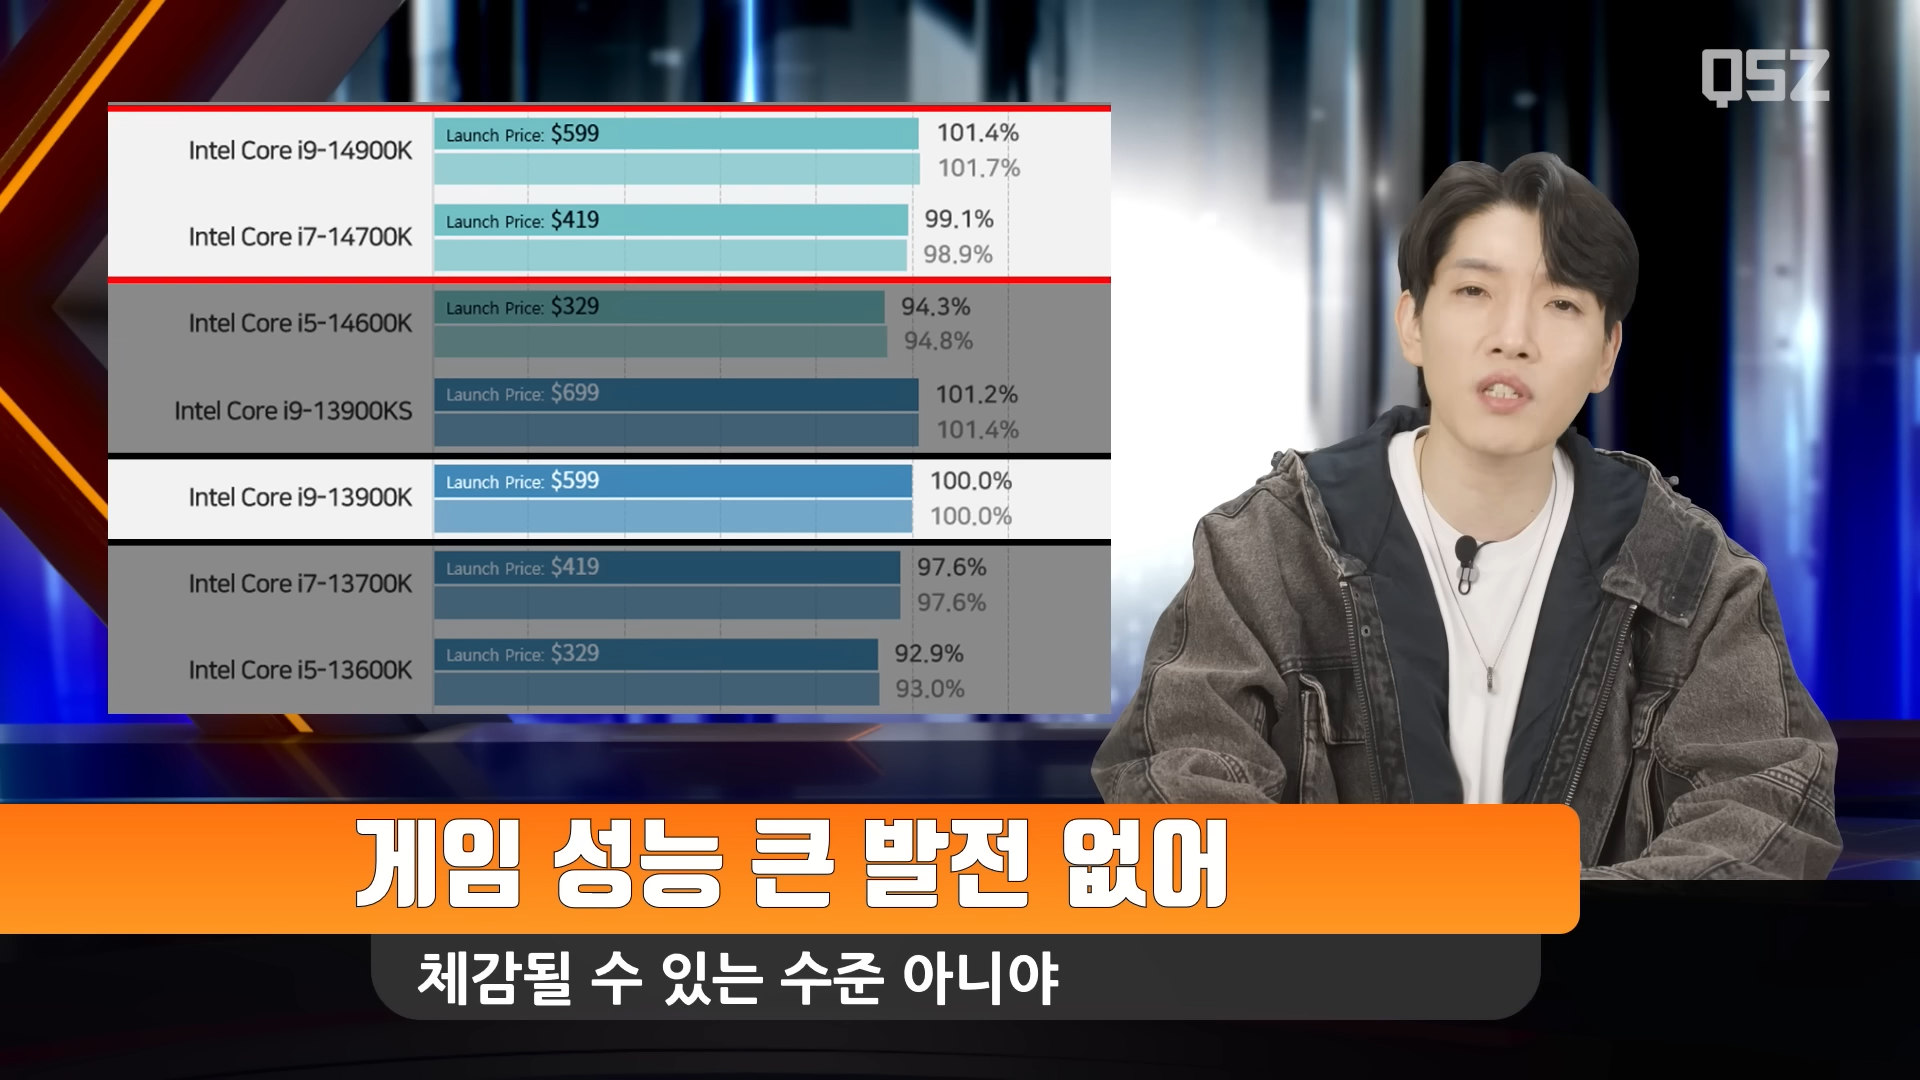 QSZ
Intel Core i9-14900K Launch Price: $599 101.4%
101.7%
Intel Core i7-14700K Launch Price: $419 99.1%
98.9%
Intel Core i5-14600K Launch Price: $329 94.3%
94.8%
Intel Core i9-13900KS Launch Price: $699 101.2%
101.4%
Intel Core i9-13900K Launch Price: $599 100.0%
100.0%
Intel Core i7-13700K Launch Price: $419 97.6%
97.6%
Intel Core i5-13600K Launch Price: $329 92.9%
93.0%
게임 성능 큰 발전 없어
체감될 수 있는 수준 아니야